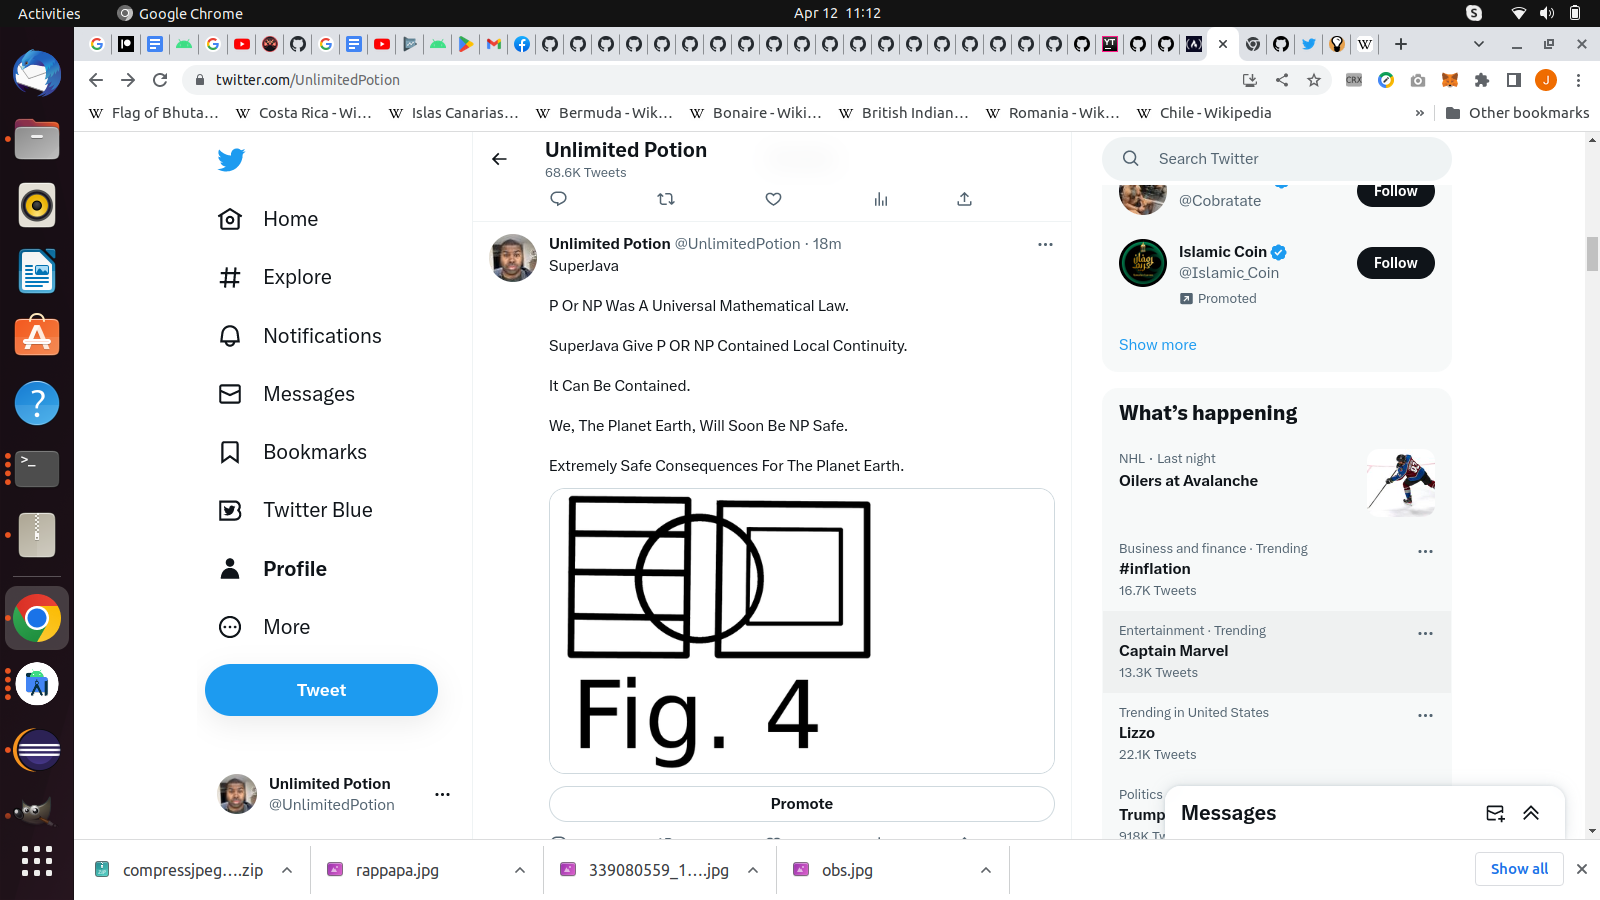 Activities
Google Chrome
Apr 12 11:12
twitter.com/UnlimitedPotion
J
Flag of Bhuta...
Costa Rica - Wi...
Islas Canarias...
Bermuda - Wik...
Bonaire - Wiki...
British Indian...
Romania - Wik...
Chile - Wikipedia
»
Other bookmarks
Home
Explore
Notifications
Messages
Bookmarks
Twitter Blue
Profile
More
Tweet
Unlimited Potion
@UnlimitedPotion
Unlimited Potion
68.6K Tweets
Unlimited Potion @UnlimitedPotion · 18m
SuperJava
P Or NP Was A Universal Mathematical Law.
SuperJava Give P OR NP Contained Local Continuity.
It Can Be Contained.
We, The Planet Earth, Will Soon Be NP Safe.
Extremely Safe Consequences For The Planet Earth.
Fig. 4
Promote
Search Twitter
@Cobratate
Follow
Islamic Coin
@Islamic_Coin
Follow
Promoted
Show more
What's happening
NHL · Last night
Oilers at Avalanche
Business and finance · Trending
#inflation
16.7K Tweets
Entertainment · Trending
Captain Marvel
13.3K Tweets
Trending in United States
Lizzo
22.1K Tweets
Politics
Trump
918K Tw
Messages
compressjpeg....zip
rappapa.jpg
339080559_1....jpg
obs.jpg
Show all